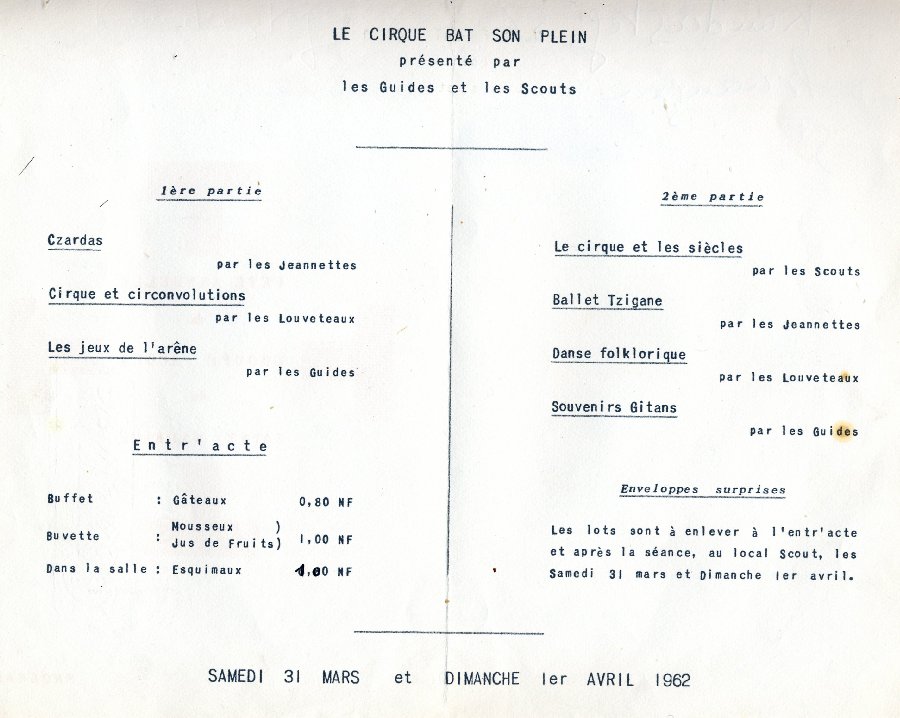 LE CIRQUE BAT SON PLEIN
présenté par
les Guides et les Scouts
1ère partie
Czardas
par les Jeannettes
Cirque et circonvolutions
par les Louveteaux
Les jeux de l'arêne
par les Guides
Entr'acte
Buffet : Gâteaux 0,80 NF
Buvette : Mousseux )
Jus de Fruits) 1,00 NF
Dans la salle : Esquimaux 1,00 NF
2ème partie
Le cirque et les siècles
par les Scouts
Ballet Tzigane
par les Jeannettes
Danse folklorique
par les Louveteaux
Souvenirs Gitans
par les Guides
Enveloppes surprises
Les lots sont à enlever à l'entr'acte
et après la séance, au local Scout, les
Samedi 31 mars et Dimanche 1er avril.
SAMEDI 31 MARS et DIMANCHE 1er AVRIL 1962